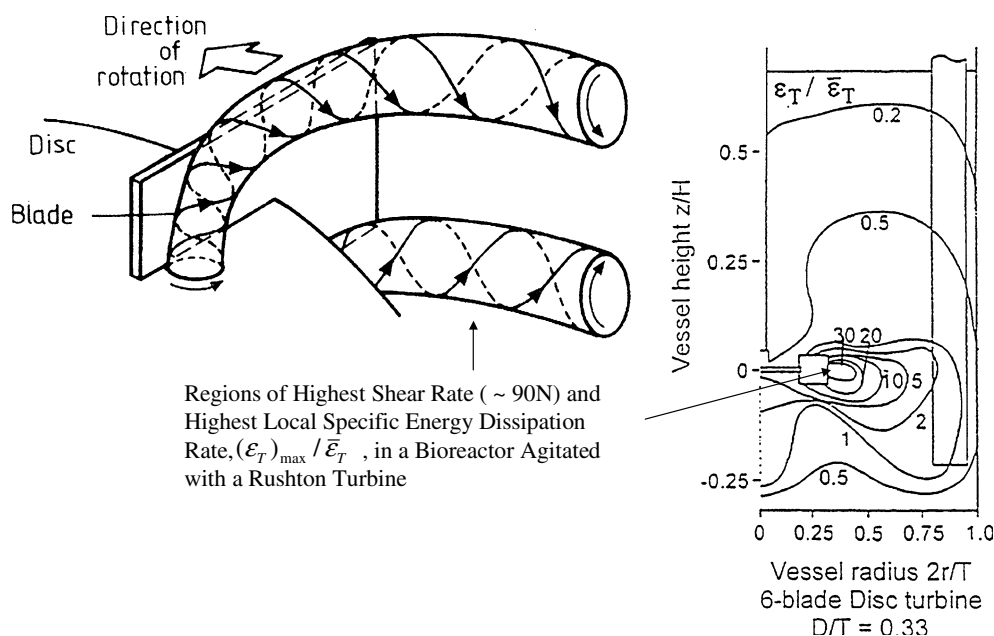 Direction
of
rotation
Disc
Blade
Regions of Highest Shear Rate ( ~ 90N) and
Highest Local Specific Energy Dissipation
Rate, (ε_T)_max / ε̅_T , in a Bioreactor Agitated
with a Rushton Turbine
ε_T / ε̅_T
0.2
0.5
30 20
10 5
2
1
0.5
Vessel height z/H
0.5
0.25
0
-0.25
0 0.25 0.5 0.75 1.0
Vessel radius 2r/T
6-blade Disc turbine
D/T = 0.33